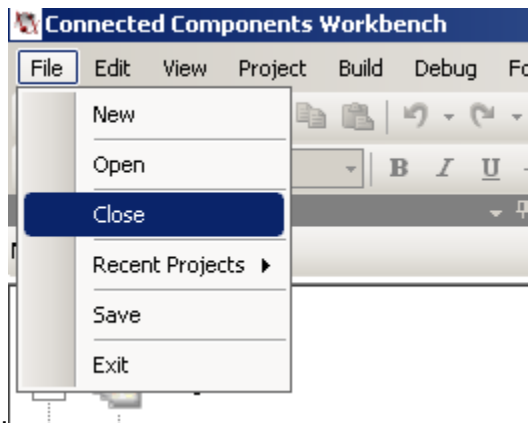 Connected Components Workbench
File Edit View Project Build Debug
New
Open
Close
Recent Projects
Save
Exit
B I U